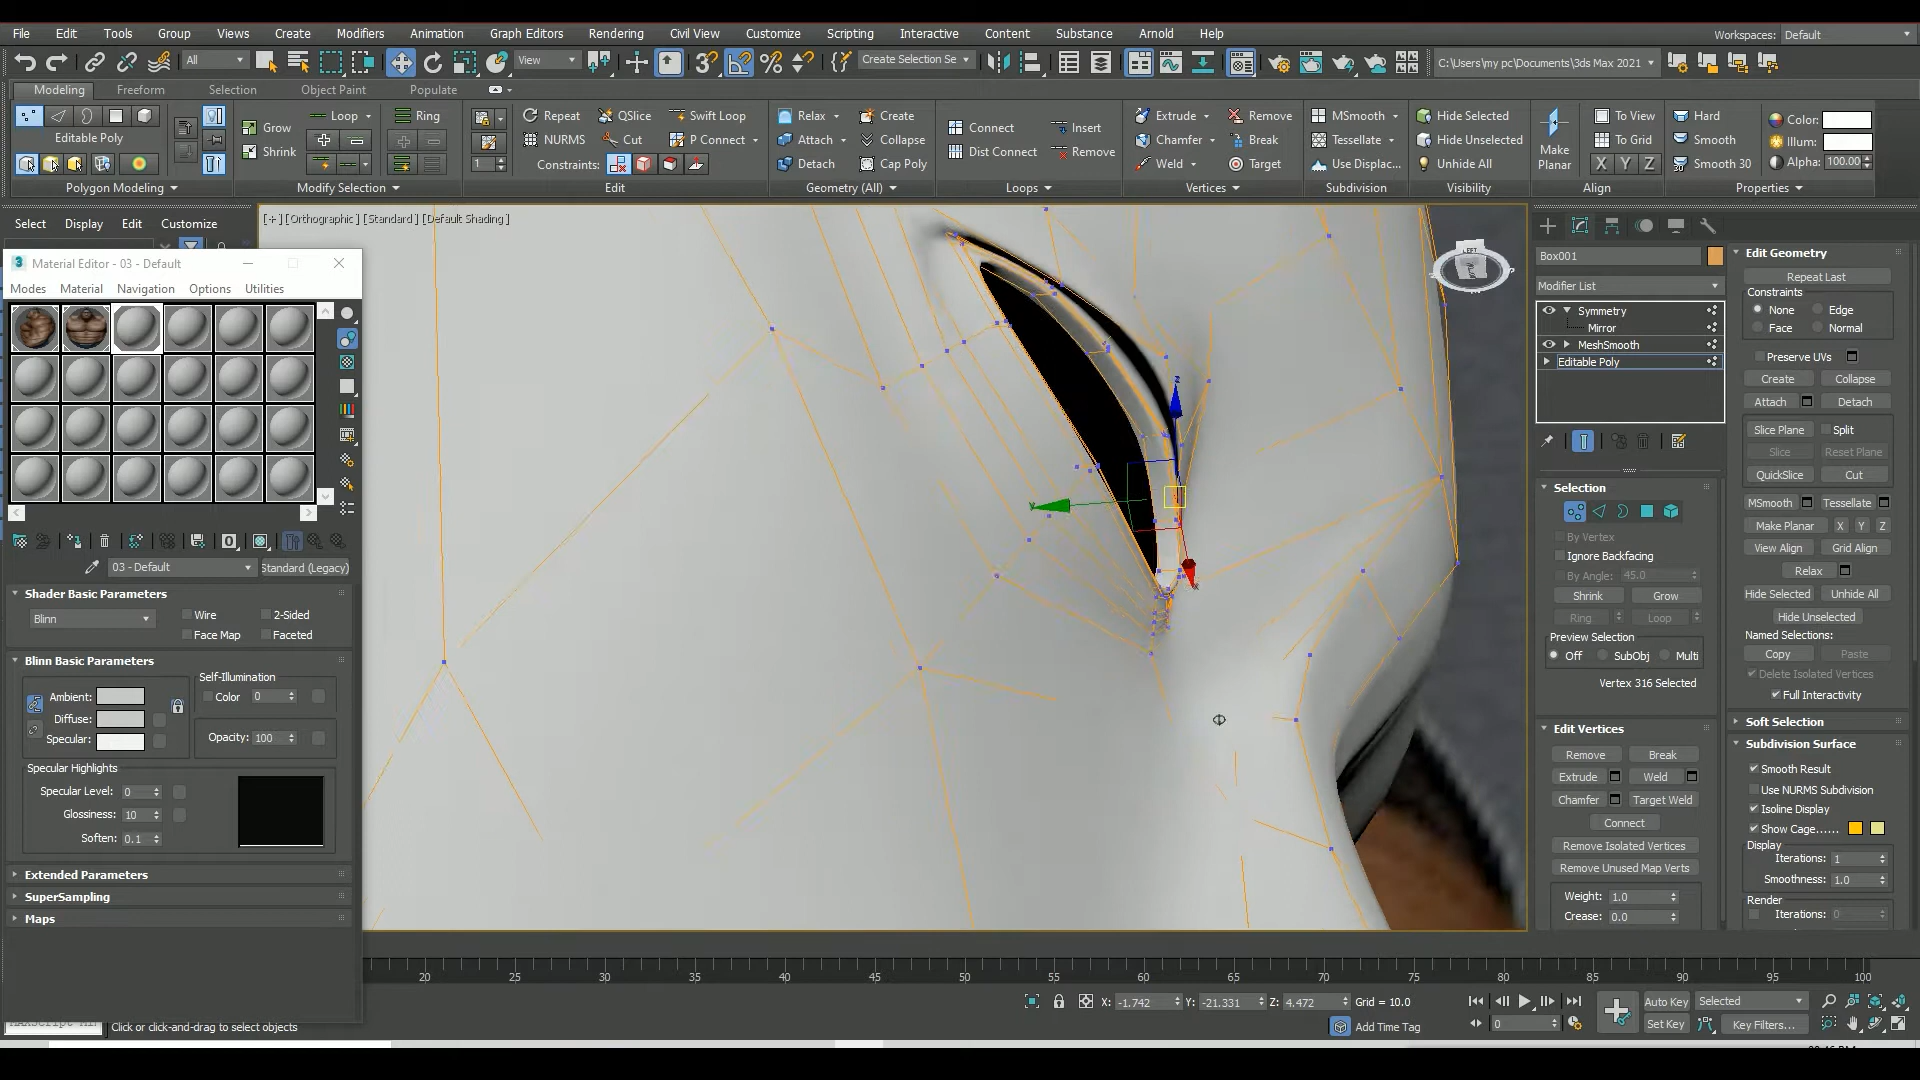 File Edit Tools Group Views Create Modifiers Animation Graph Editors Rendering Civil View Customize Scripting Interactive Content Substance Arnold Help Workspaces: Default
All View Create Selection Se C:\Users\my pc\Documents\3ds Max 2021
Modeling Freeform Selection Object Paint Populate
Loop Ring Repeat QSlice Swift Loop Relax Create Extrude Remove MSmooth Hide Selected To View Hard Color:
Editable Poly Grow Connect Insert
NURMS Cut P Connect Attach Collapse Chamfer Break Tessellate Hide Unselected To Grid Smooth Illum:
Shrink Dist Connect Remove Make Planar
1 Constraints: Detach Cap Poly Weld Target Use Displac... Unhide All X Y Z Smooth 30 Alpha: 100.00
Polygon Modeling Modify Selection Edit Geometry (All) Loops Vertices Subdivision Visibility Align Properties
Select Display Edit Customize
[+] [Orthographic] [Standard] [Default Shading]
LEFT
3 Material Editor - 03 - Default
Modes Material Navigation Options Utilities
03 - Default Standard (Legacy)
Shader Basic Parameters
Blinn Wire 2-Sided
Face Map Faceted
Blinn Basic Parameters
Self-Illumination
Ambient: Color 0
Diffuse:
Specular: Opacity: 100
Specular Highlights
Specular Level: 0
Glossiness: 10
Soften: 0.1
Extended Parameters
SuperSampling
Maps
Box001
Modifier List
Symmetry
Mirror
MeshSmooth
Editable Poly
Selection
By Vertex
Ignore Backfacing
By Angle: 45.0
Shrink Grow
Ring Loop
Preview Selection
Off SubObj Multi
Vertex 316 Selected
Edit Vertices
Remove Break
Extrude Weld
Chamfer Target Weld
Connect
Remove Isolated Vertices
Remove Unused Map Verts
Weight: 1.0
Crease: 0.0
Edit Geometry
Repeat Last
Constraints
None Edge
Face Normal
Preserve UVs
Create Collapse
Attach Detach
Slice Plane Split
Slice Reset Plane
QuickSlice Cut
MSmooth Tessellate
Make Planar X Y Z
View Align Grid Align
Relax
Hide Selected Unhide All
Hide Unselected
Named Selections:
Copy Paste
Delete Isolated Vertices
Full Interactivity
Soft Selection
Subdivision Surface
Smooth Result
Use NURMS Subdivision
Isoline Display
Show Cage......
Display
Iterations: 1
Smoothness: 1.0
Render
Iterations: 0
20 25 30 35 40 45 50 55 60 65 70 75 80 85 90 95 100
X: -1.742 Y: -21.331 Z: 4.472 Grid = 10.0 Auto Key Selected
Click or click-and-drag to select objects Add Time Tag 0 Set Key Key Filters...